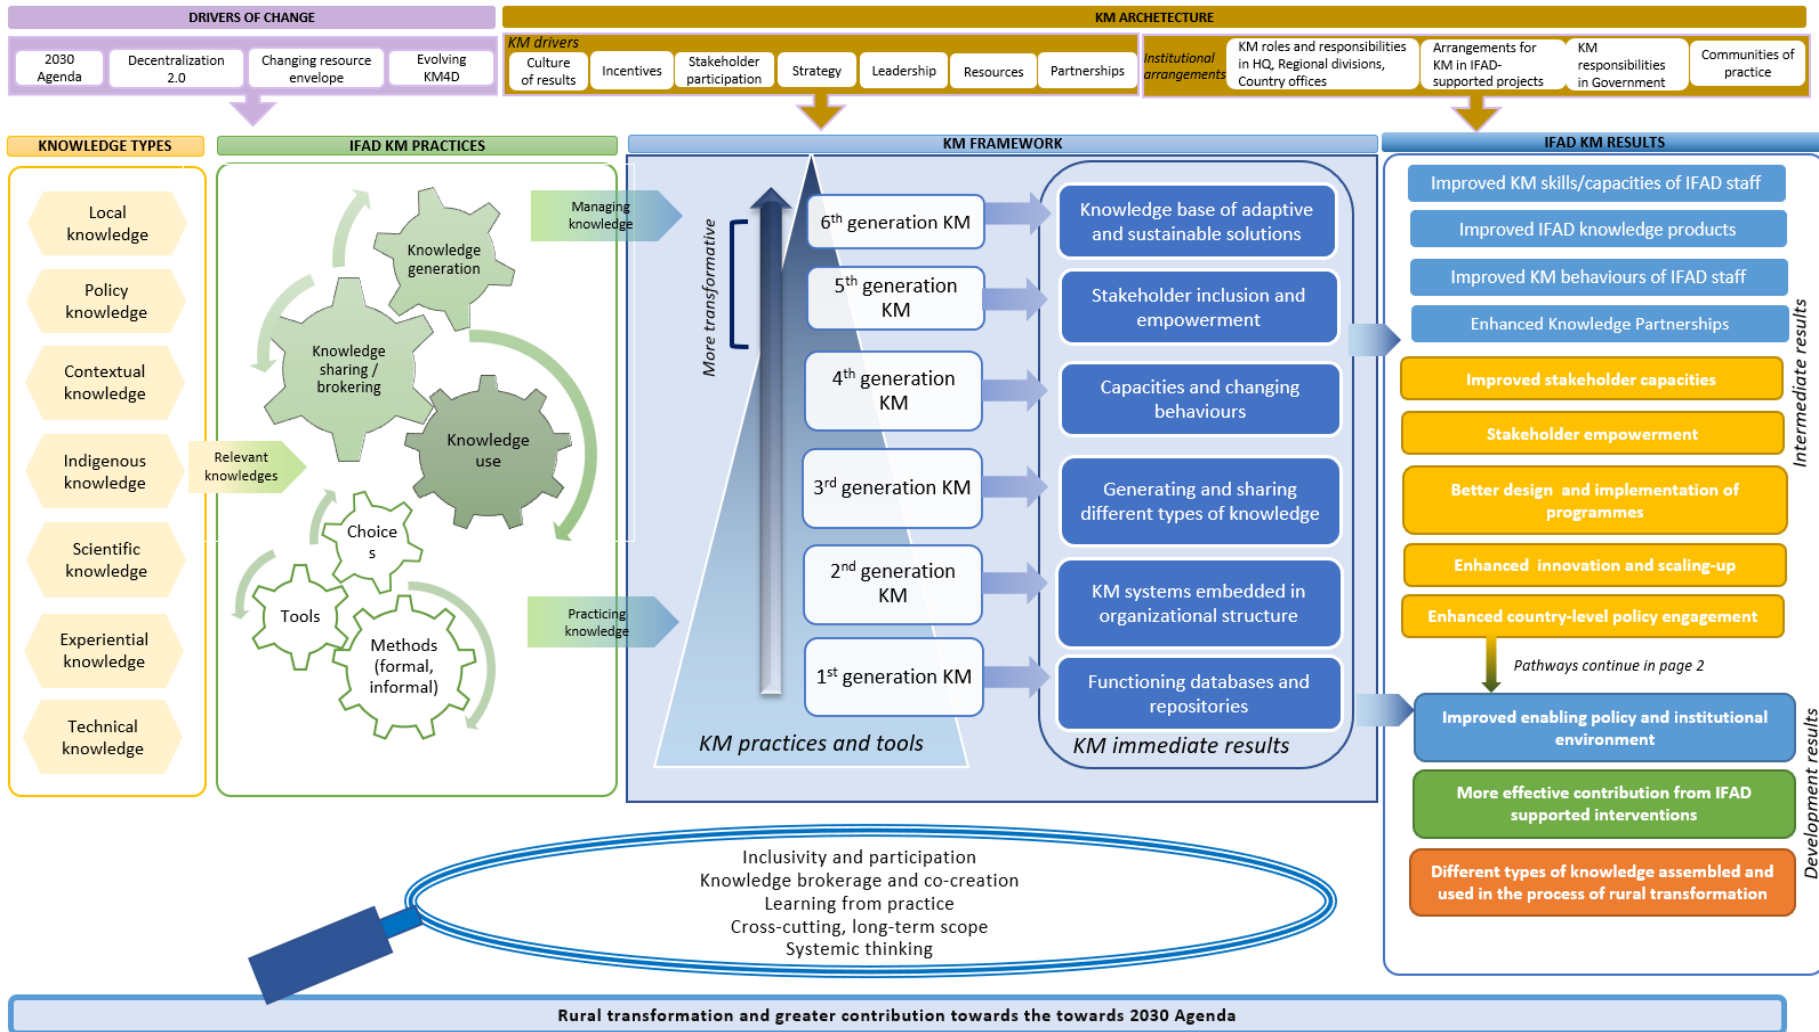 DRIVERS OF CHANGE
KM ARCHETECTURE
2030
Agenda
Decentralization
2.0
Changing resource
envelope
Evolving
KM4D
KM drivers
Culture
of results
Incentives
Stakeholder
participation
Strategy
Leadership
Resources
Partnerships
Institutional
arrangements
KM roles and responsibilities
in HQ, Regional divisions,
Country offices
Arrangements for
KM in IFAD-
supported projects
KM
responsibilities
in Government
Communities of
practice
KNOWLEDGE TYPES
Local
knowledge
Policy
knowledge
Contextual
knowledge
Indigenous
knowledge
Scientific
knowledge
Experiential
knowledge
Technical
knowledge
Relevant
knowledges
IFAD KM PRACTICES
Knowledge
generation
Knowledge
sharing /
brokering
Knowledge
use
Choice
s
Tools
Methods
(formal,
informal)
Managing
knowledge
Practicing
knowledge
KM FRAMEWORK
More transformative
6th generation KM
5th generation
KM
4th generation
KM
3rd generation KM
2nd generation
KM
1st generation KM
KM practices and tools
Knowledge base of adaptive
and sustainable solutions
Stakeholder inclusion and
empowerment
Capacities and changing
behaviours
Generating and sharing
different types of knowledge
KM systems embedded in
organizational structure
Functioning databases and
repositories
KM immediate results
IFAD KM RESULTS
Improved KM skills/capacities of IFAD staff
Improved IFAD knowledge products
Improved KM behaviours of IFAD staff
Enhanced Knowledge Partnerships
Improved stakeholder capacities
Stakeholder empowerment
Better design and implementation of
programmes
Enhanced innovation and scaling-up
Enhanced country-level policy engagement
Intermediate results
Pathways continue in page 2
Improved enabling policy and institutional
environment
More effective contribution from IFAD
supported interventions
Different types of knowledge assembled and
used in the process of rural transformation
Development results
Inclusivity and participation
Knowledge brokerage and co-creation
Learning from practice
Cross-cutting, long-term scope
Systemic thinking
Rural transformation and greater contribution towards the towards 2030 Agenda